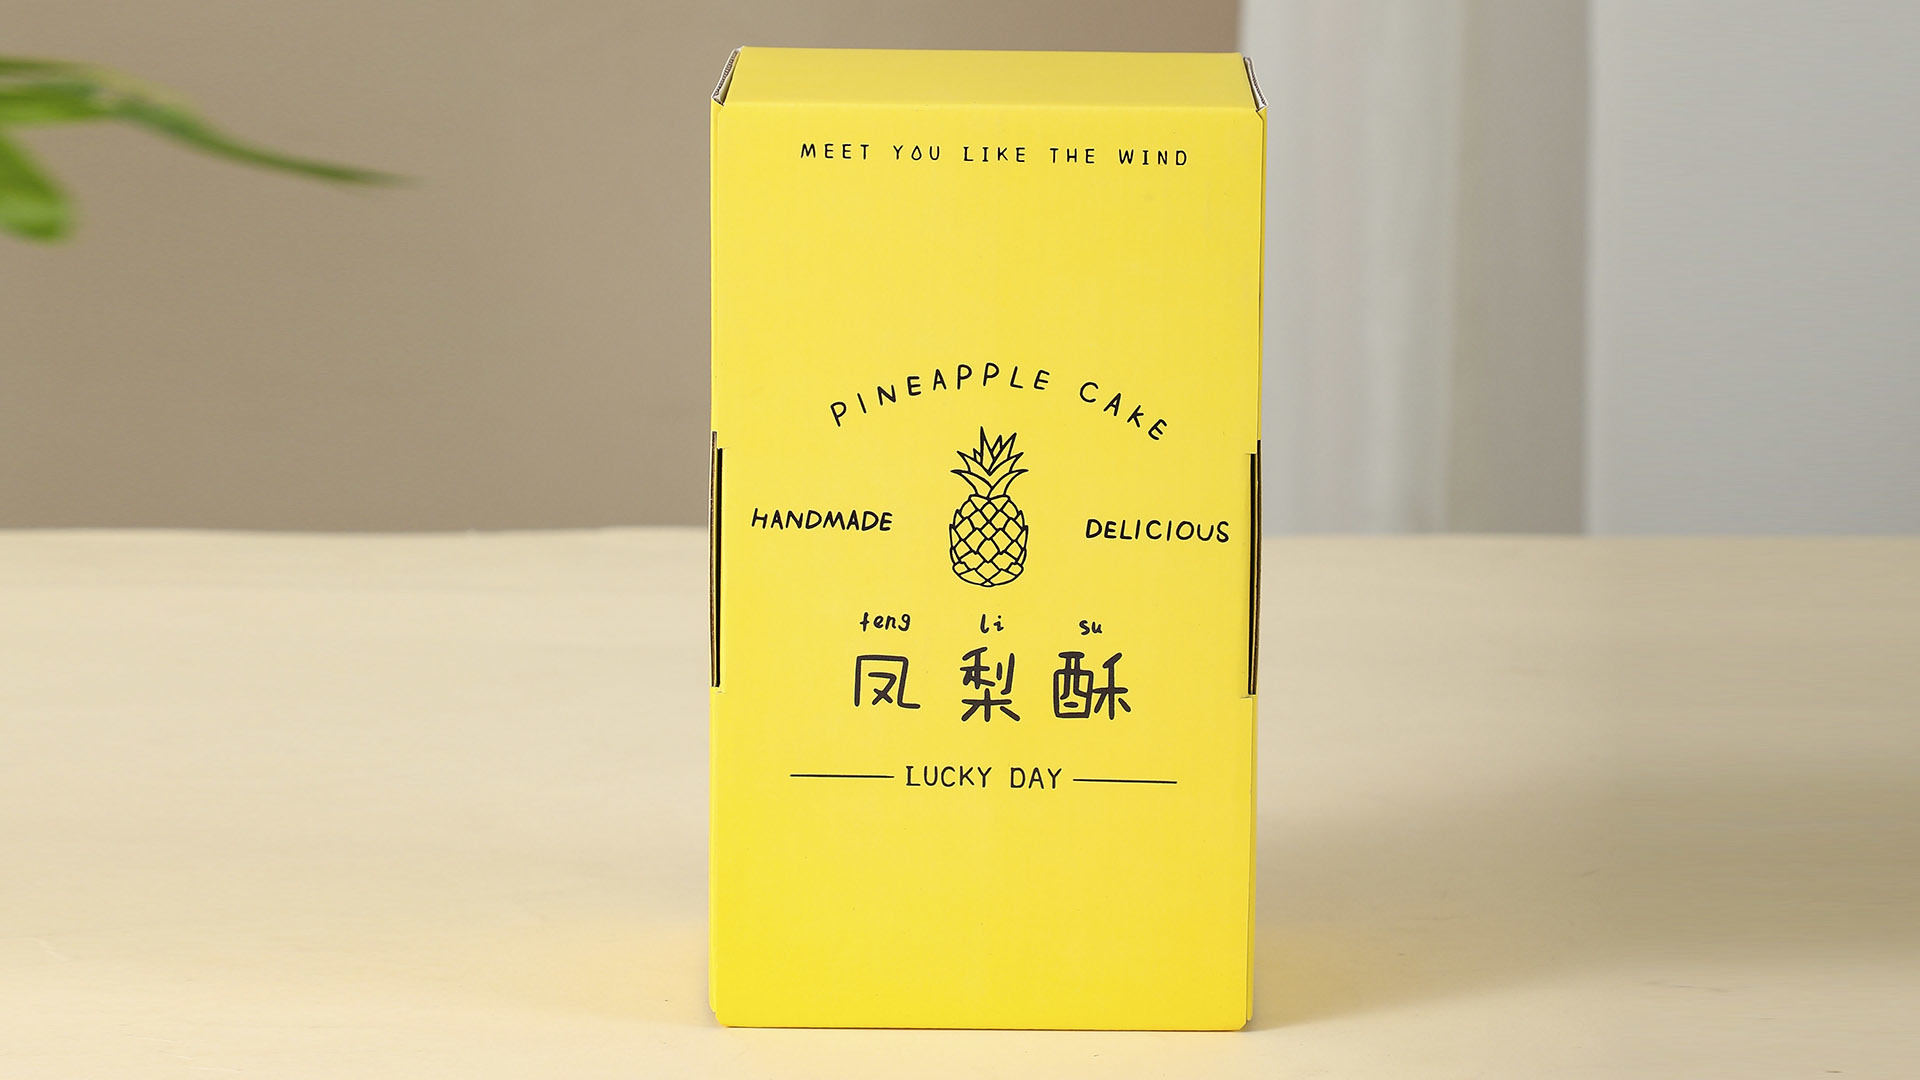 MEET YOU LIKE THE WIND
PINEAPPLE CAKE
HANDMADE
DELICIOUS
feng li su
凤梨酥
LUCKY DAY